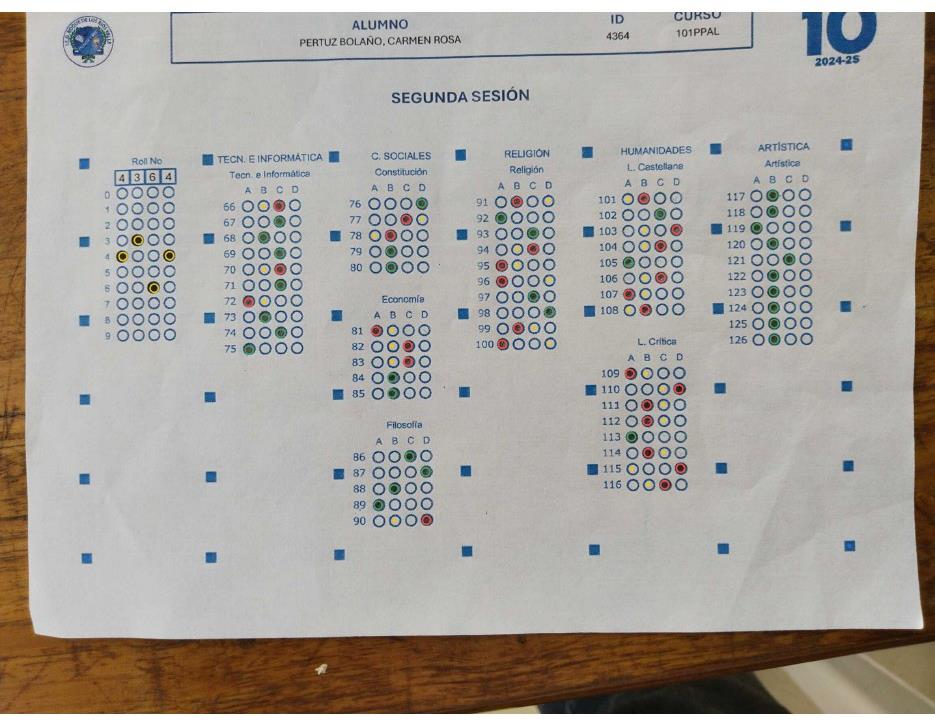 ALUMNO
PERTUZ BOLAÑO, CARMEN ROSA
ID
4364
CURSO
101PPAL
10
2024-25
SEGUNDA SESIÓN
Roll No
4 3 6 4
0
1
2
3
4
5
6
7
8
9
TECN. E INFORMÁTICA
Tecn. e Informática
A B C D
66
67
68
69
70
71
72
73
74
75
C. SOCIALES
Constitución
A B C D
76
77
78
79
80
Economía
A B C D
81
82
83
84
85
Filosofía
A B C D
86
87
88
89
90
RELIGIÓN
Religión
A B C D
91
92
93
94
95
96
97
98
99
100
HUMANIDADES
L. Castellana
A B C D
101
102
103
104
105
106
107
108
L. Crítica
A B C D
109
110
111
112
113
114
115
116
ARTÍSTICA
Artística
A B C D
117
118
119
120
121
122
123
124
125
126